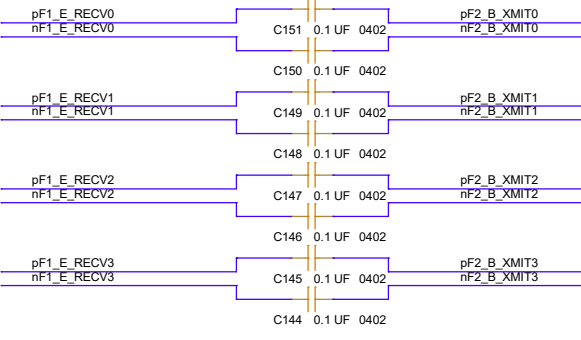 pF1_E_RECV0 pF2_B_XMIT0
nF1_E_RECV0 C151 0.1 UF 0402 nF2_B_XMIT0
C150 0.1 UF 0402
pF1_E_RECV1 pF2_B_XMIT1
nF1_E_RECV1 C149 0.1 UF 0402 nF2_B_XMIT1
C148 0.1 UF 0402
pF1_E_RECV2 pF2_B_XMIT2
nF1_E_RECV2 C147 0.1 UF 0402 nF2_B_XMIT2
C146 0.1 UF 0402
pF1_E_RECV3 pF2_B_XMIT3
nF1_E_RECV3 C145 0.1 UF 0402 nF2_B_XMIT3
C144 0.1 UF 0402